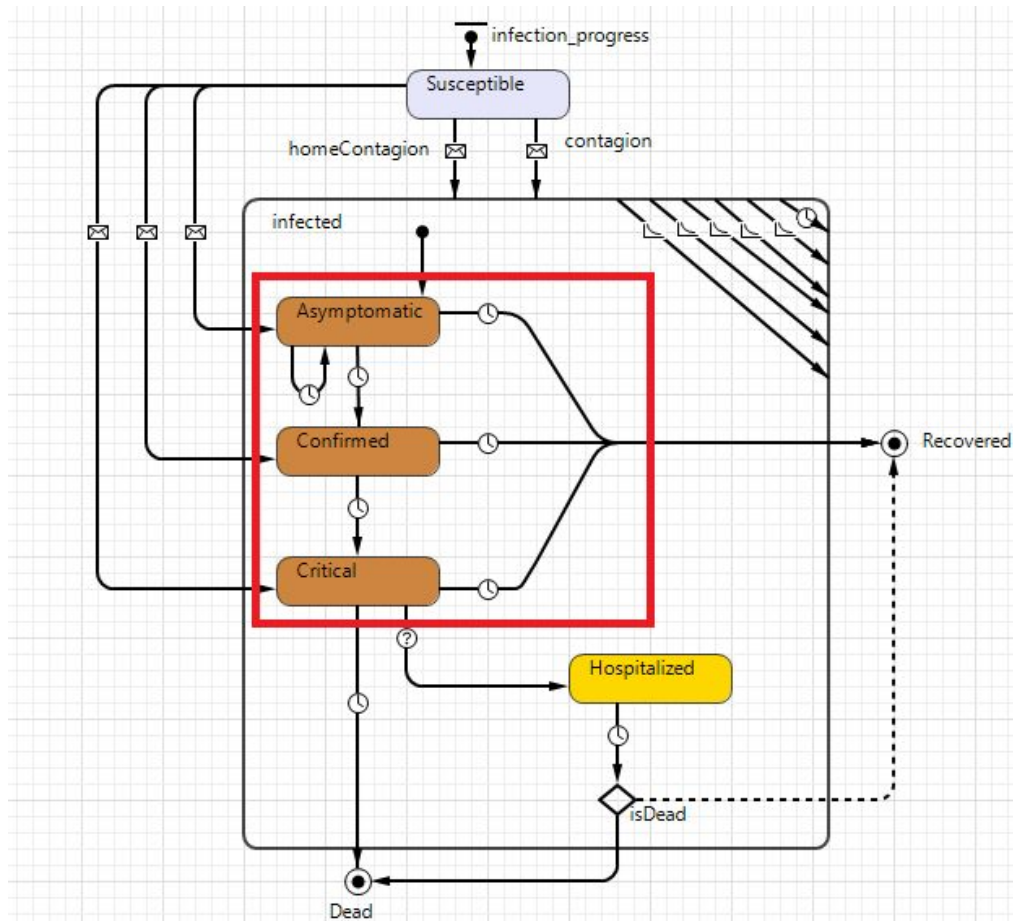 infection_progress
Susceptible
homeContagion
contagion
infected
Asymptomatic
Confirmed
Recovered
Critical
?
Hospitalized
isDead
Dead